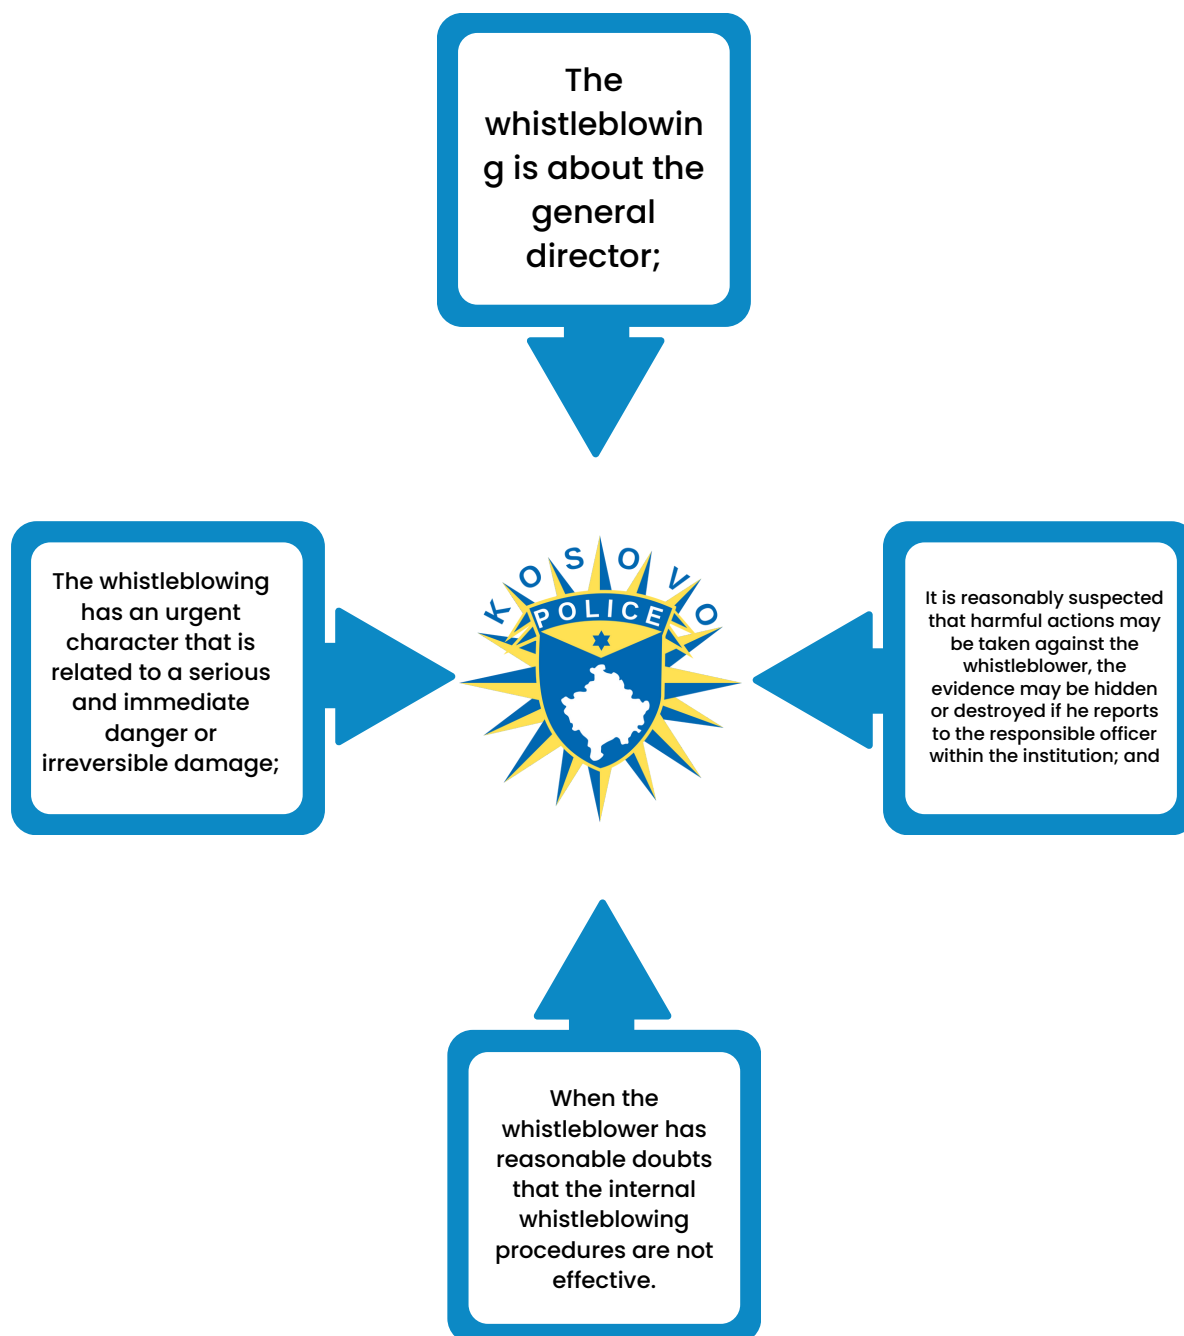 The
whistleblowin
g is about the
general
director;
The whistleblowing
has an urgent
character that is
related to a serious
and immediate
danger or
irreversible damage;
KOSOVO
POLICE
It is reasonably suspected
that harmful actions may
be taken against the
whistleblower, the
evidence may be hidden
or destroyed if he reports
to the responsible officer
within the institution; and
When the
whistleblower has
reasonable doubts
that the internal
whistleblowing
procedures are not
effective.